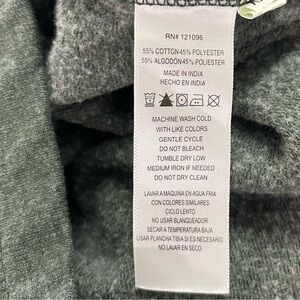 RN# 121096
55% COTTON 45% POLYESTER
55% ALGODÓN 45% POLIESTER
MADE IN INDIA
HECHO EN INDIA
MACHINE WASH COLD
WITH LIKE COLORS
GENTLE CYCLE
DO NOT BLEACH
TUMBLE DRY LOW
MEDIUM IRON IF NEEDED
DO NOT DRY CLEAN
LAVAR A MAQUINA EN AGUA FRIA
CON COLORES SIMILARES
CICLO LENTO
NO USAR BLANQUEADOR
SECAR A TEMPERATURA BAJA
USAR PLANCHA TIBIA SI ES NECESARIO
NO LAVAR EN SECO